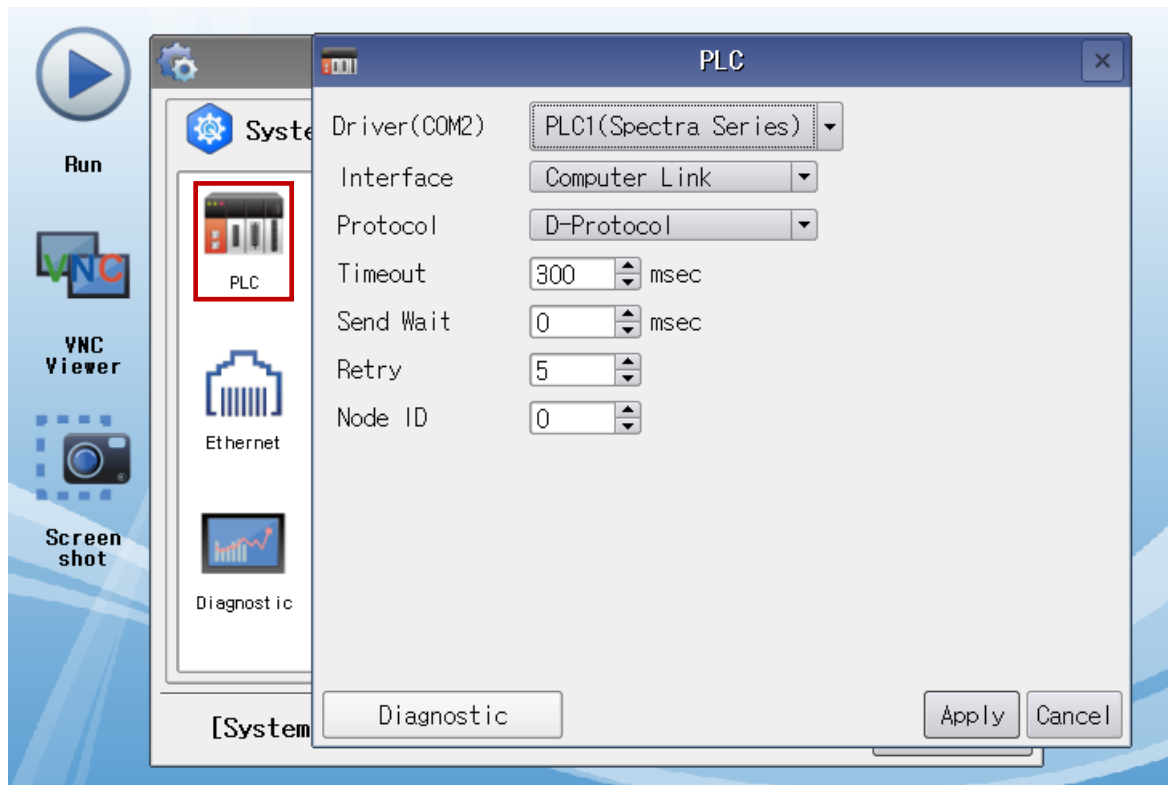 Run
VNC
VNC
Viewer
Screen
shot
Syste
PLC
Ethernet
Diagnostic
[System
PLC
Driver(COM2) PLC1(Spectra Series)
Interface Computer Link
Protocol D-Protocol
Timeout 300 msec
Send Wait 0 msec
Retry 5
Node ID 0
Diagnostic Apply Cancel